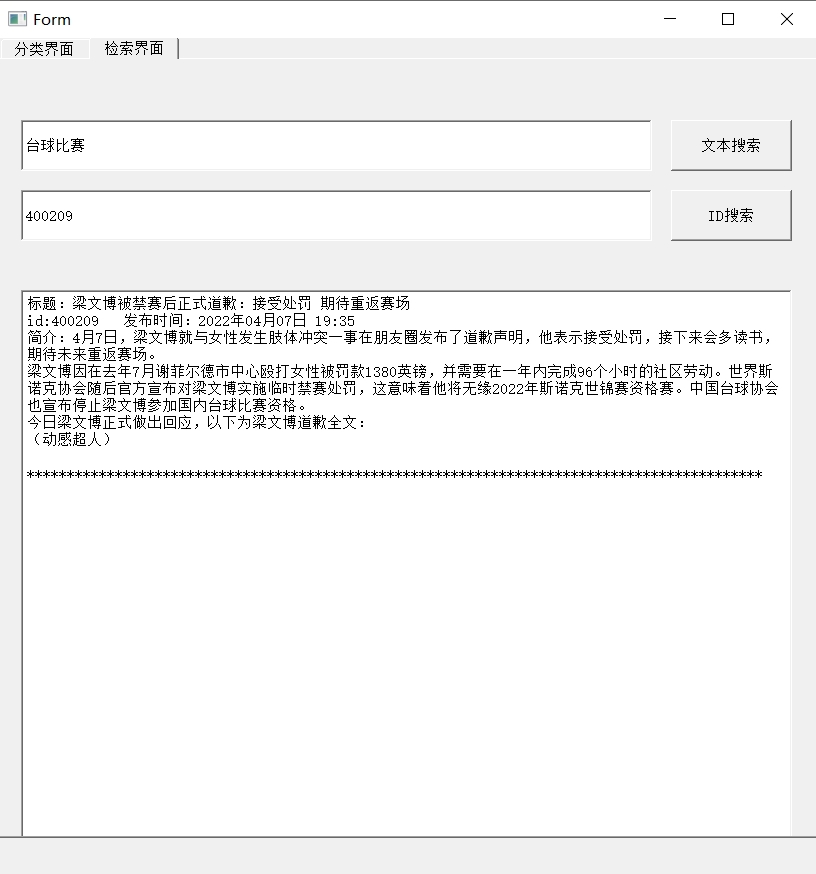 Form
分类界面 检索界面
台球比赛 文本搜索
400209 ID搜索
标题：梁文博被禁赛后正式道歉：接受处罚 期待重返赛场
id:400209 发布时间：2022年04月07日 19:35
简介：4月7日，梁文博就与女性发生肢体冲突一事在朋友圈发布了道歉声明，他表示接受处罚，接下来会多读书，
期待未来重返赛场。
梁文博因在去年7月谢菲尔德市中心殴打女性被罚款1380英镑，并需要在一年内完成96个小时的社区劳动。世界斯
诺克协会随后官方宣布对梁文博实施临时禁赛处罚，这意味着他将无缘2022年斯诺克世锦赛资格赛。中国台球协会
也宣布停止梁文博参加国内台球比赛资格。
今日梁文博正式做出回应，以下为梁文博道歉全文：
（动感超人）
********************************************************************************************